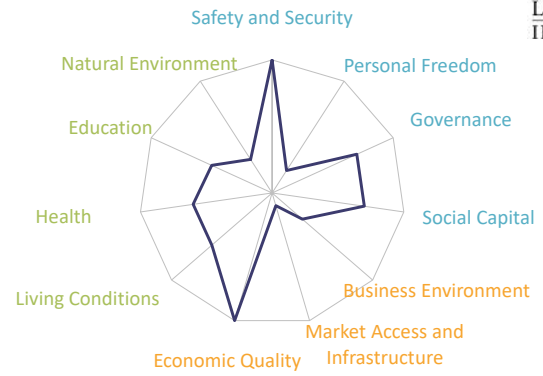 Safety and Security
Natural Environment
Personal Freedom
Education
Governance
Health
Social Capital
Living Conditions
Business Environment
Economic Quality
Market Access and
Infrastructure